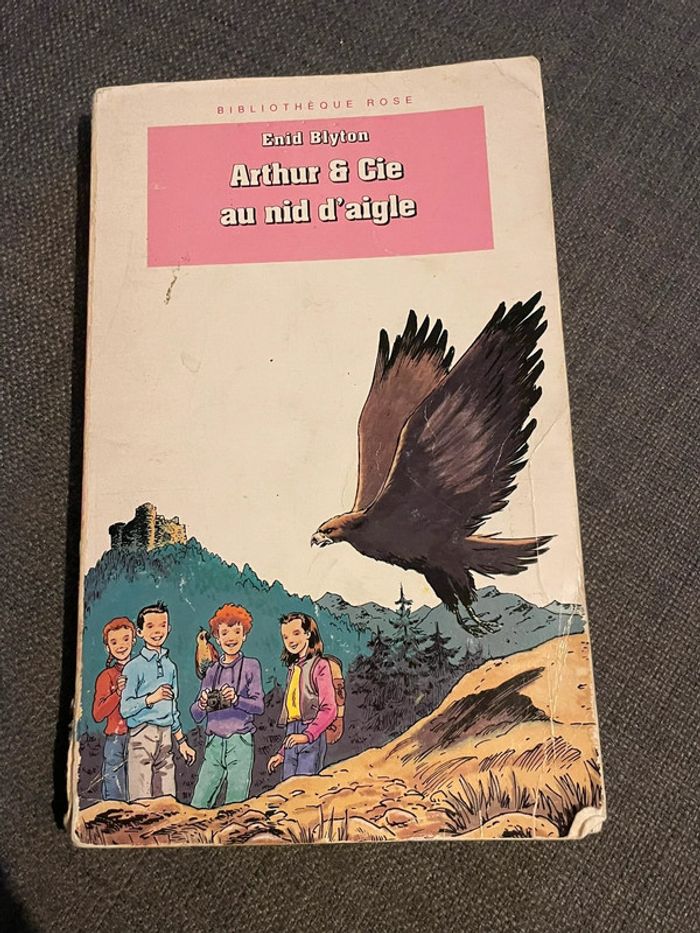 BIBLIOTHÈQUE ROSE
Enid Blyton
Arthur & Cie
au nid d'aigle